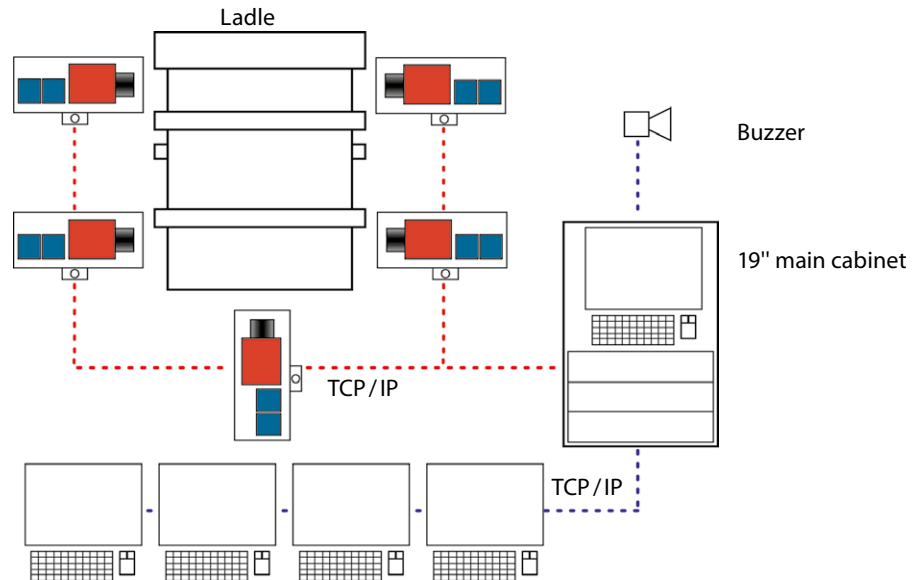 Ladle
Buzzer
19" main cabinet
TCP / IP
TCP / IP